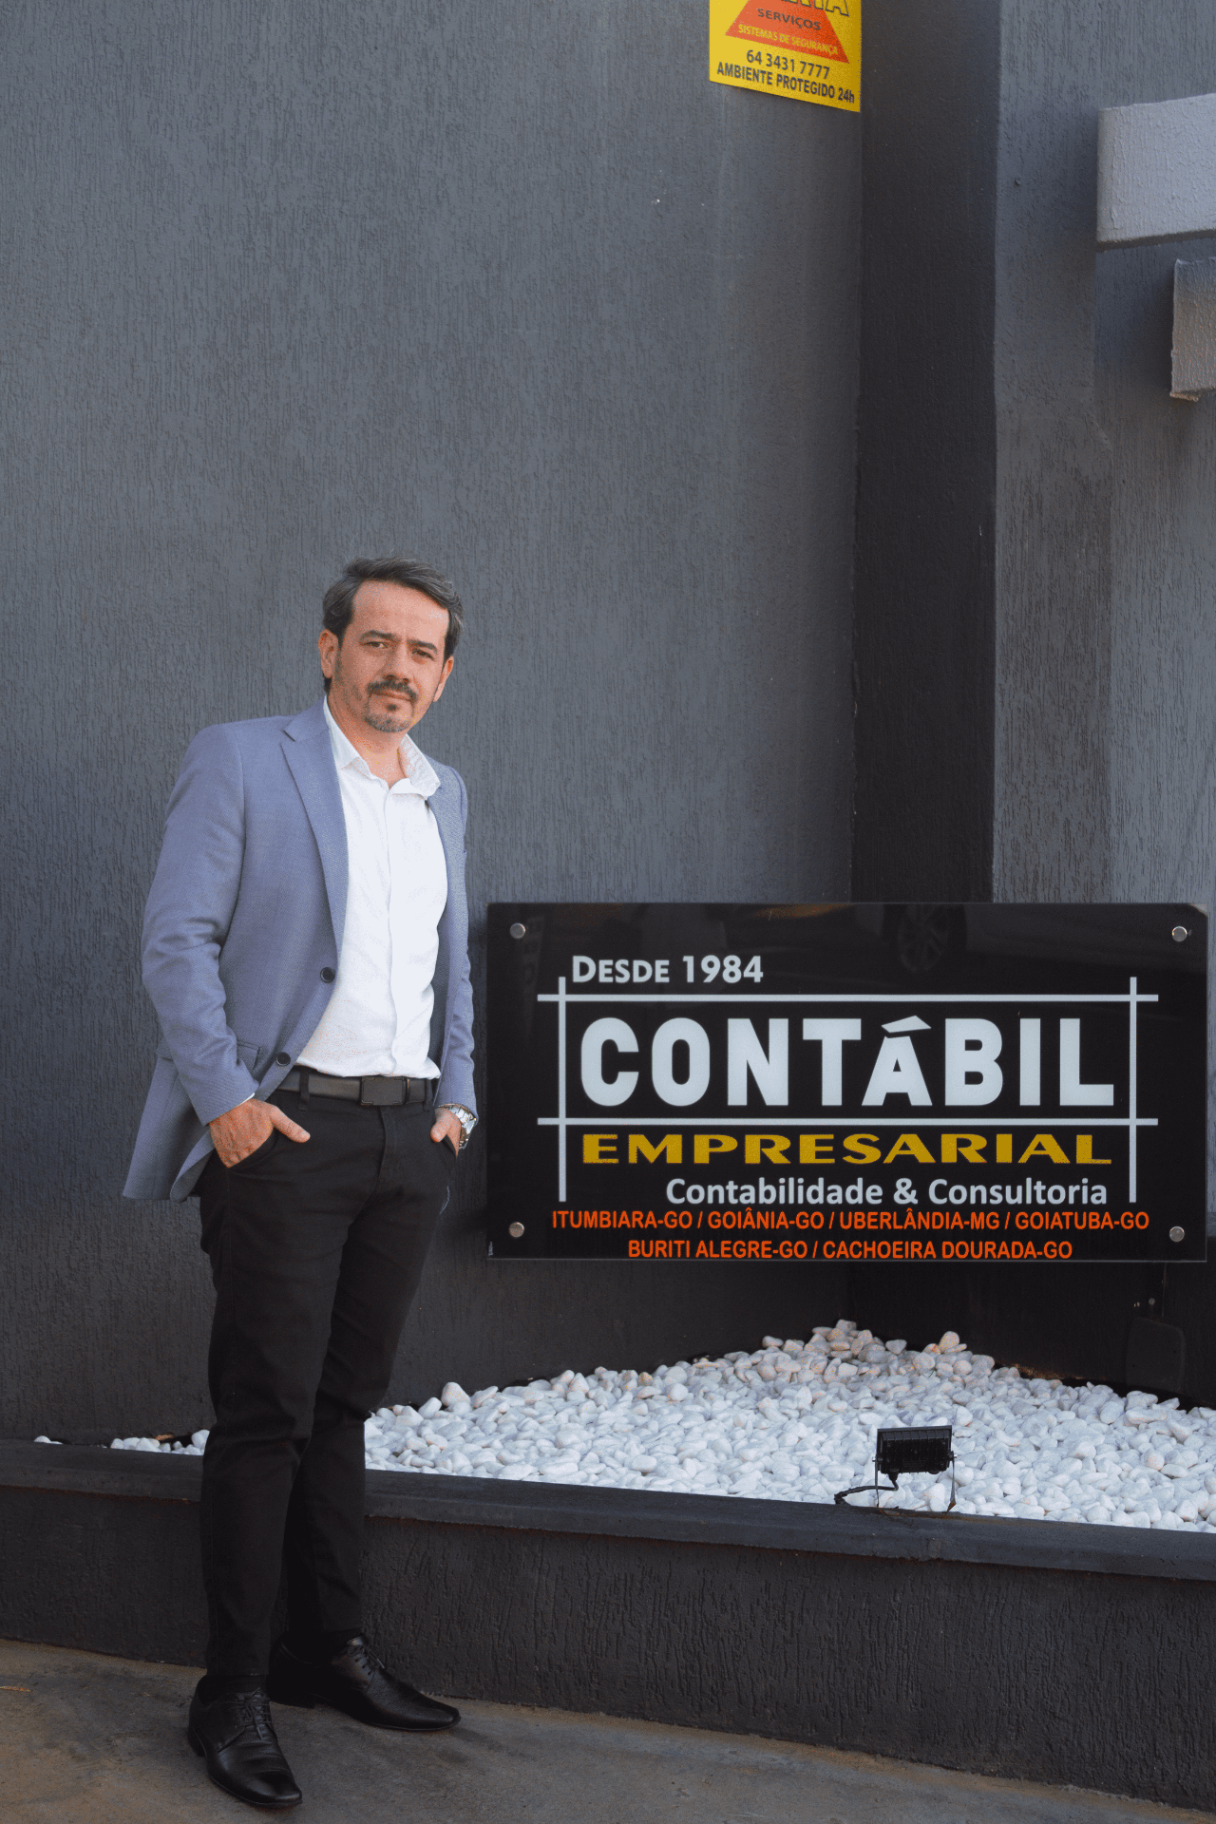 SERVIÇOS
SISTEMAS DE SEGURANÇA
64 3431 7777
AMBIENTE PROTEGIDO 24h
DESDE 1984
CONTÁBIL
EMPRESARIAL
Contabilidade & Consultoria
ITUMBIARA-GO / GOIÂNIA-GO / UBERLÂNDIA-MG / GOIATUBA-GO
BURITI ALEGRE-GO / CACHOEIRA DOURADA-GO